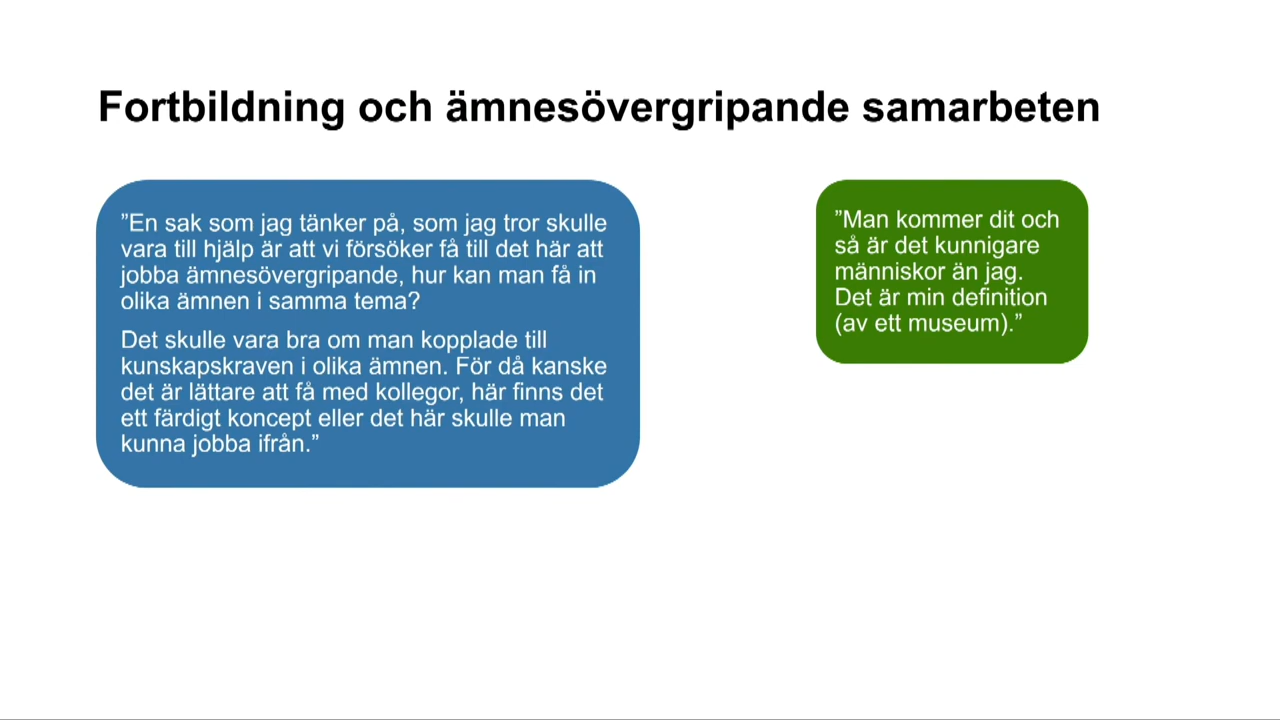 Fortbildning och ämnesövergripande samarbeten
”En sak som jag tänker på, som jag tror skulle
vara till hjälp är att vi försöker få till det här att
jobba ämnesövergripande, hur kan man få in
olika ämnen i samma tema?
Det skulle vara bra om man kopplade till
kunskapskraven i olika ämnen. För då kanske
det är lättare att få med kollegor, här finns det
ett färdigt koncept eller det här skulle man
kunna jobba ifrån.”
”Man kommer dit och
så är det kunnigare
människor än jag.
Det är min definition
(av ett museum).”